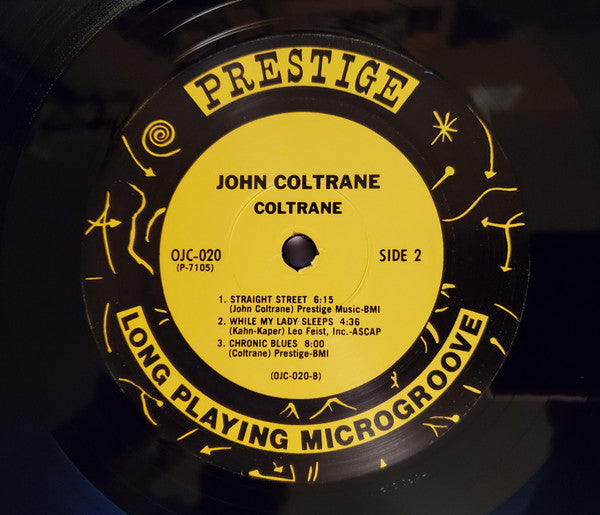 PRESTIGE
JOHN COLTRANE
COLTRANE
OJC-020
(P-7105)
SIDE 2
1. STRAIGHT STREET 6:15
(John Coltrane) Prestige Music-BMI
2. WHILE MY LADY SLEEPS 4:36
(Kahn-Kaper) Leo Feist, Inc.-ASCAP
3. CHRONIC BLUES 8:00
(Coltrane) Prestige-BMI
(OJC-020-B)
LONG PLAYING MICROGROOVE